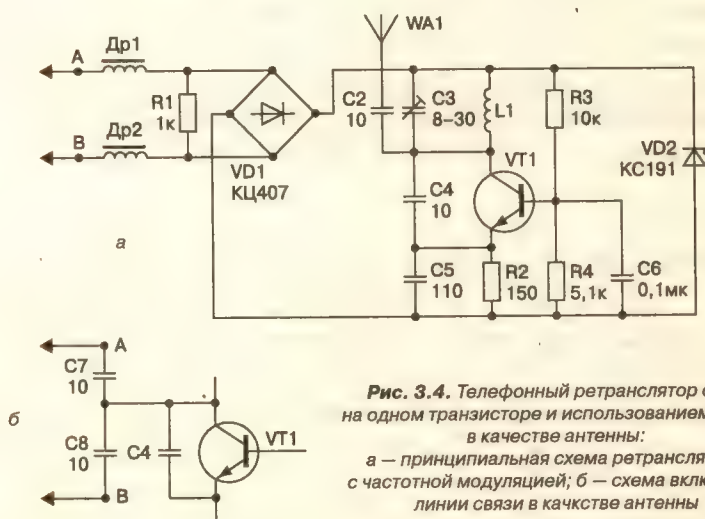 WA1
A
Др1
R1
1к
B
Др2
VD1
КЦ407
C2
10
C3
8–30
L1
R3
10к
VD2
КС191
VT1
C4
10
C5
110
R2
150
R4
5,1к
C6
0,1мк
а
A
C7
10
б
C8
10
C4
VT1
B
Рис. 3.4. Телефонный ретранслятор
на одном транзисторе и использованием
в качестве антенны:
а — принципиальная схема
с частотной модуляцией; б — схема
линии связи в качкстве антенны